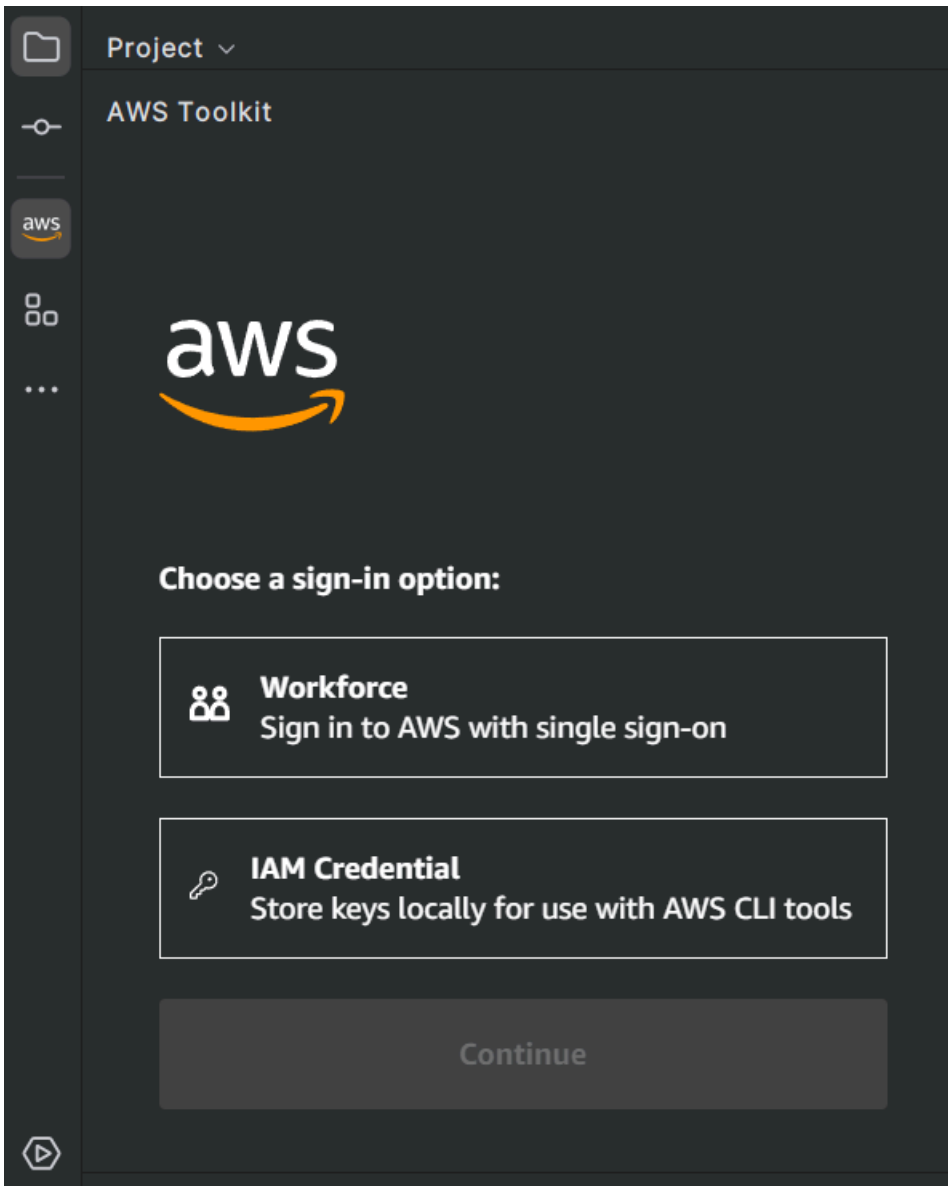 Project
AWS Toolkit
aws
aws
Choose a sign-in option:
Workforce
Sign in to AWS with single sign-on
IAM Credential
Store keys locally for use with AWS CLI tools
Continue